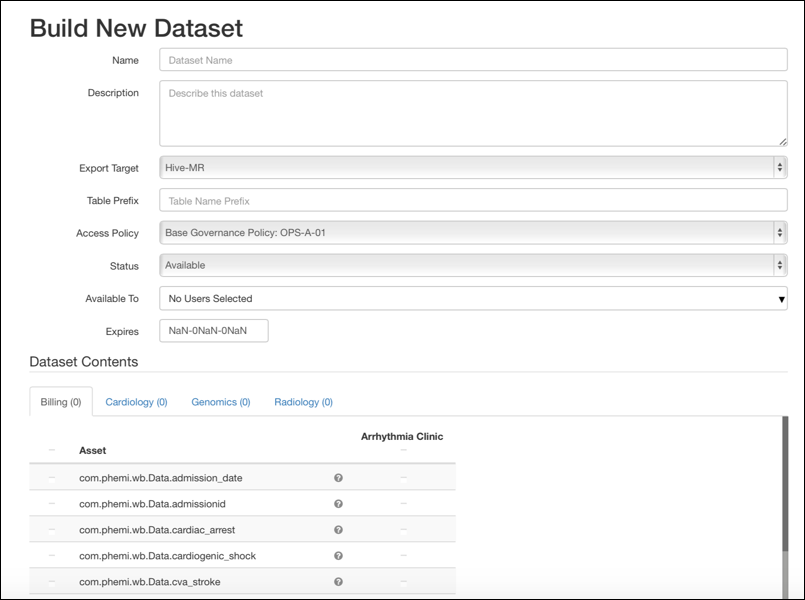 Build New Dataset
Name Dataset Name
Description Describe this dataset
Export Target Hive-MR
Table Prefix Table Name Prefix
Access Policy Base Governance Policy: OPS-A-01
Status Available
Available To No Users Selected
Expires NaN-0NaN-0NaN
Dataset Contents
Billing (0) Cardiology (0) Genomics (0) Radiology (0)
Arrhythmia Clinic
Asset
com.phemi.wb.Data.admission_date
com.phemi.wb.Data.admissionid
com.phemi.wb.Data.cardiac_arrest
com.phemi.wb.Data.cardiogenic_shock
com.phemi.wb.Data.cva_stroke